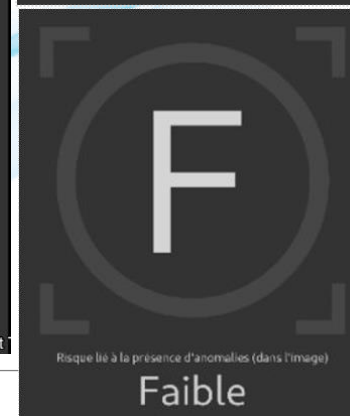 F
Risque lié à la présence d'anomalies (dans l'image)
Faible
t